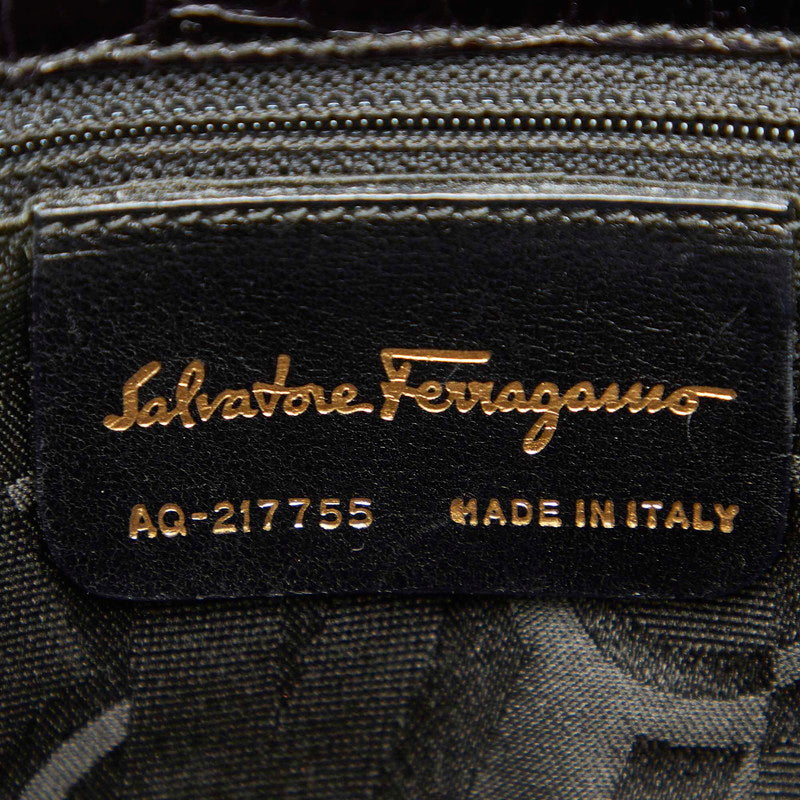 Salvatore Ferragamo
AQ-217755 MADE IN ITALY